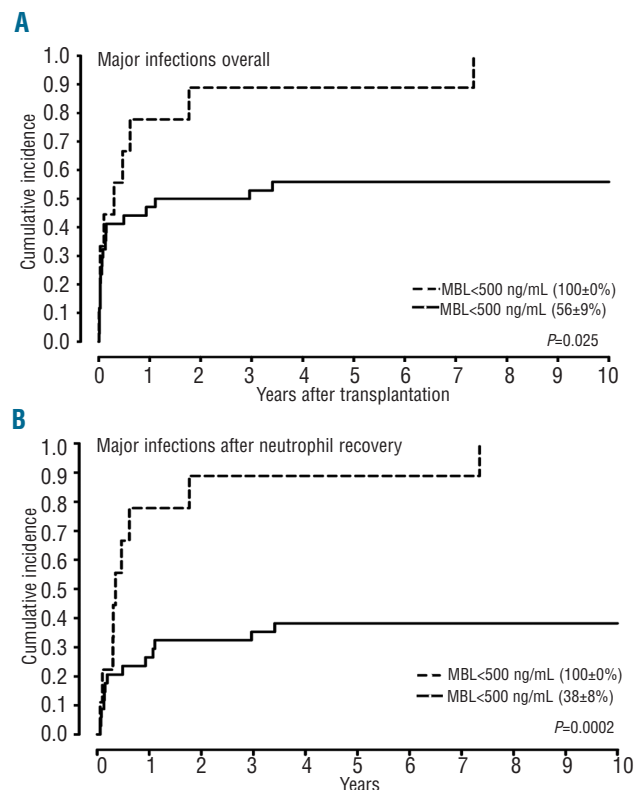 A
Major infections overall
Cumulative incidence
1.0
0.9
0.8
0.7
0.6
0.5
0.4
0.3
0.2
0.1
0.0
MBL<500 ng/mL (100±0%)
MBL<500 ng/mL (56±9%)
P=0.025
0 1 2 3 4 5 6 7 8 9 10
Years after transplantation
B
Major infections after neutrophil recovery
Cumulative incidence
1.0
0.9
0.8
0.7
0.6
0.5
0.4
0.3
0.2
0.1
0.0
MBL<500 ng/mL (100±0%)
MBL<500 ng/mL (38±8%)
P=0.0002
0 1 2 3 4 5 6 7 8 9 10
Years